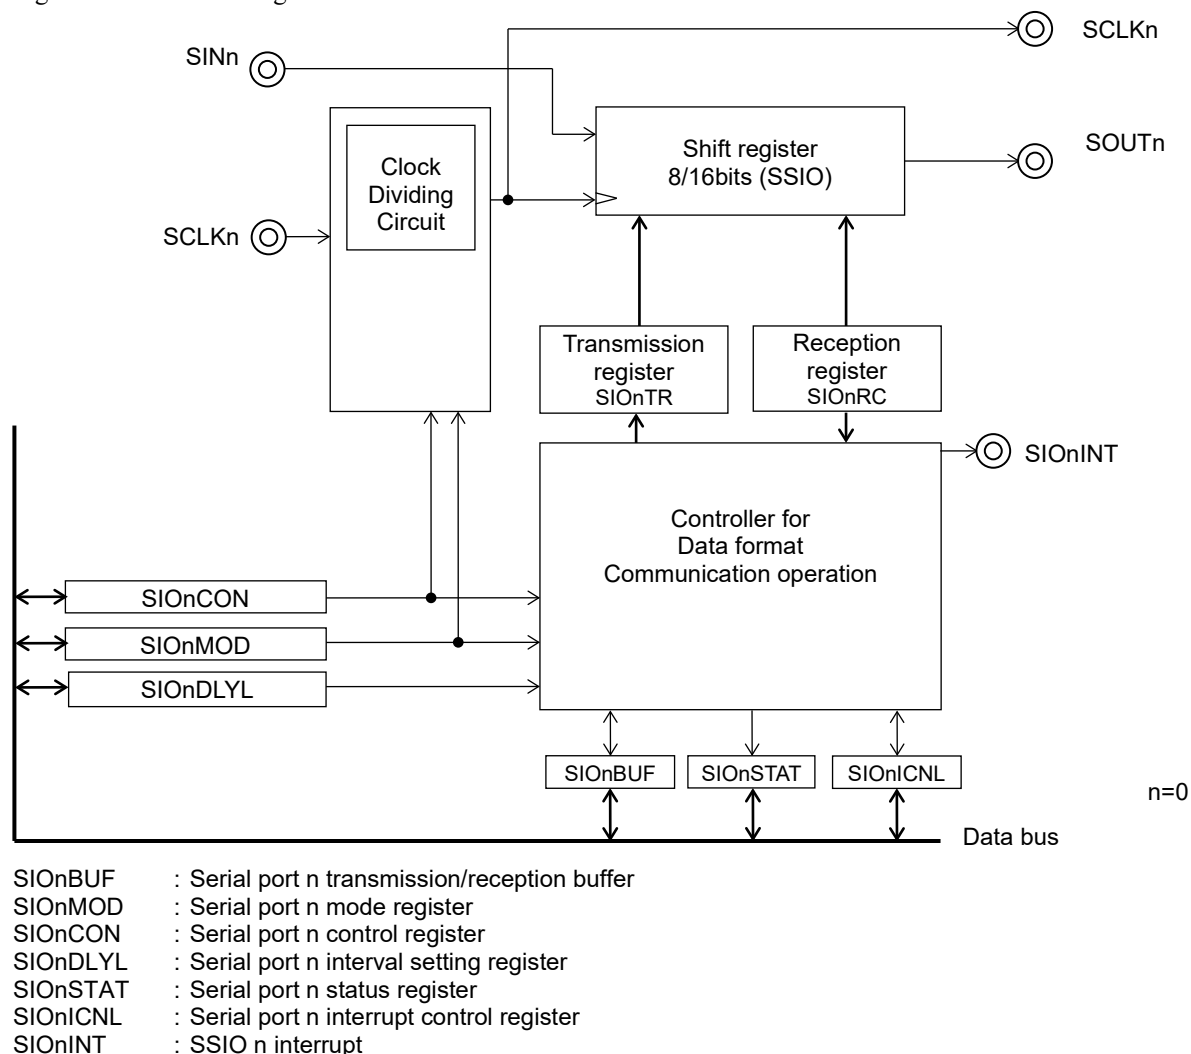 SCLKn
SINn
Shift register
8/16bits (SSIO)
SOUTn
Clock
Dividing
Circuit
SCLKn
Transmission
register
SIOnTR
Reception
register
SIOnRC
SIOnINT
Controller for
Data format
Communication operation
SIOnCON
SIOnMOD
SIOnDLYL
SIOnBUF
SIOnSTAT
SIOnICNL
n=0
Data bus
SIOnBUF : Serial port n transmission/reception buffer
SIOnMOD : Serial port n mode register
SIOnCON : Serial port n control register
SIOnDLYL : Serial port n interval setting register
SIOnSTAT : Serial port n status register
SIOnICNL : Serial port n interrupt control register
SIOnINT : SSIO n interrupt